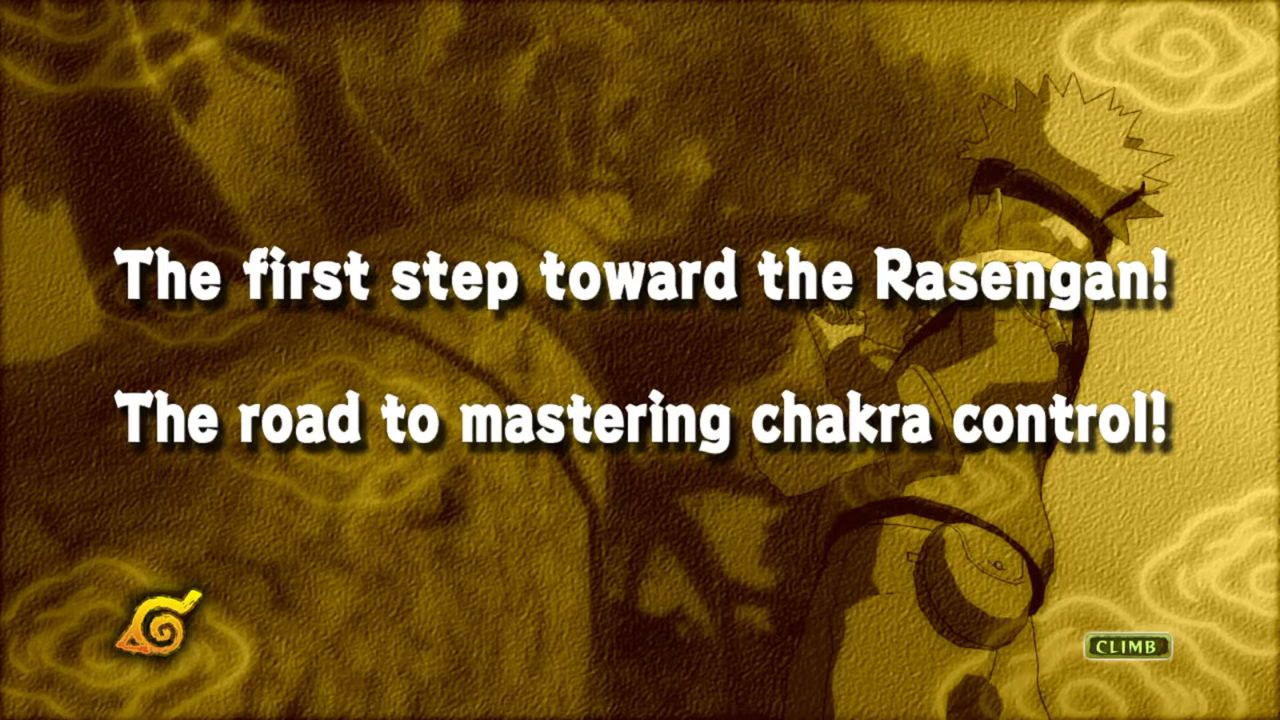 The first step toward the Rasengan!
The road to mastering chakra control!
CLIMB